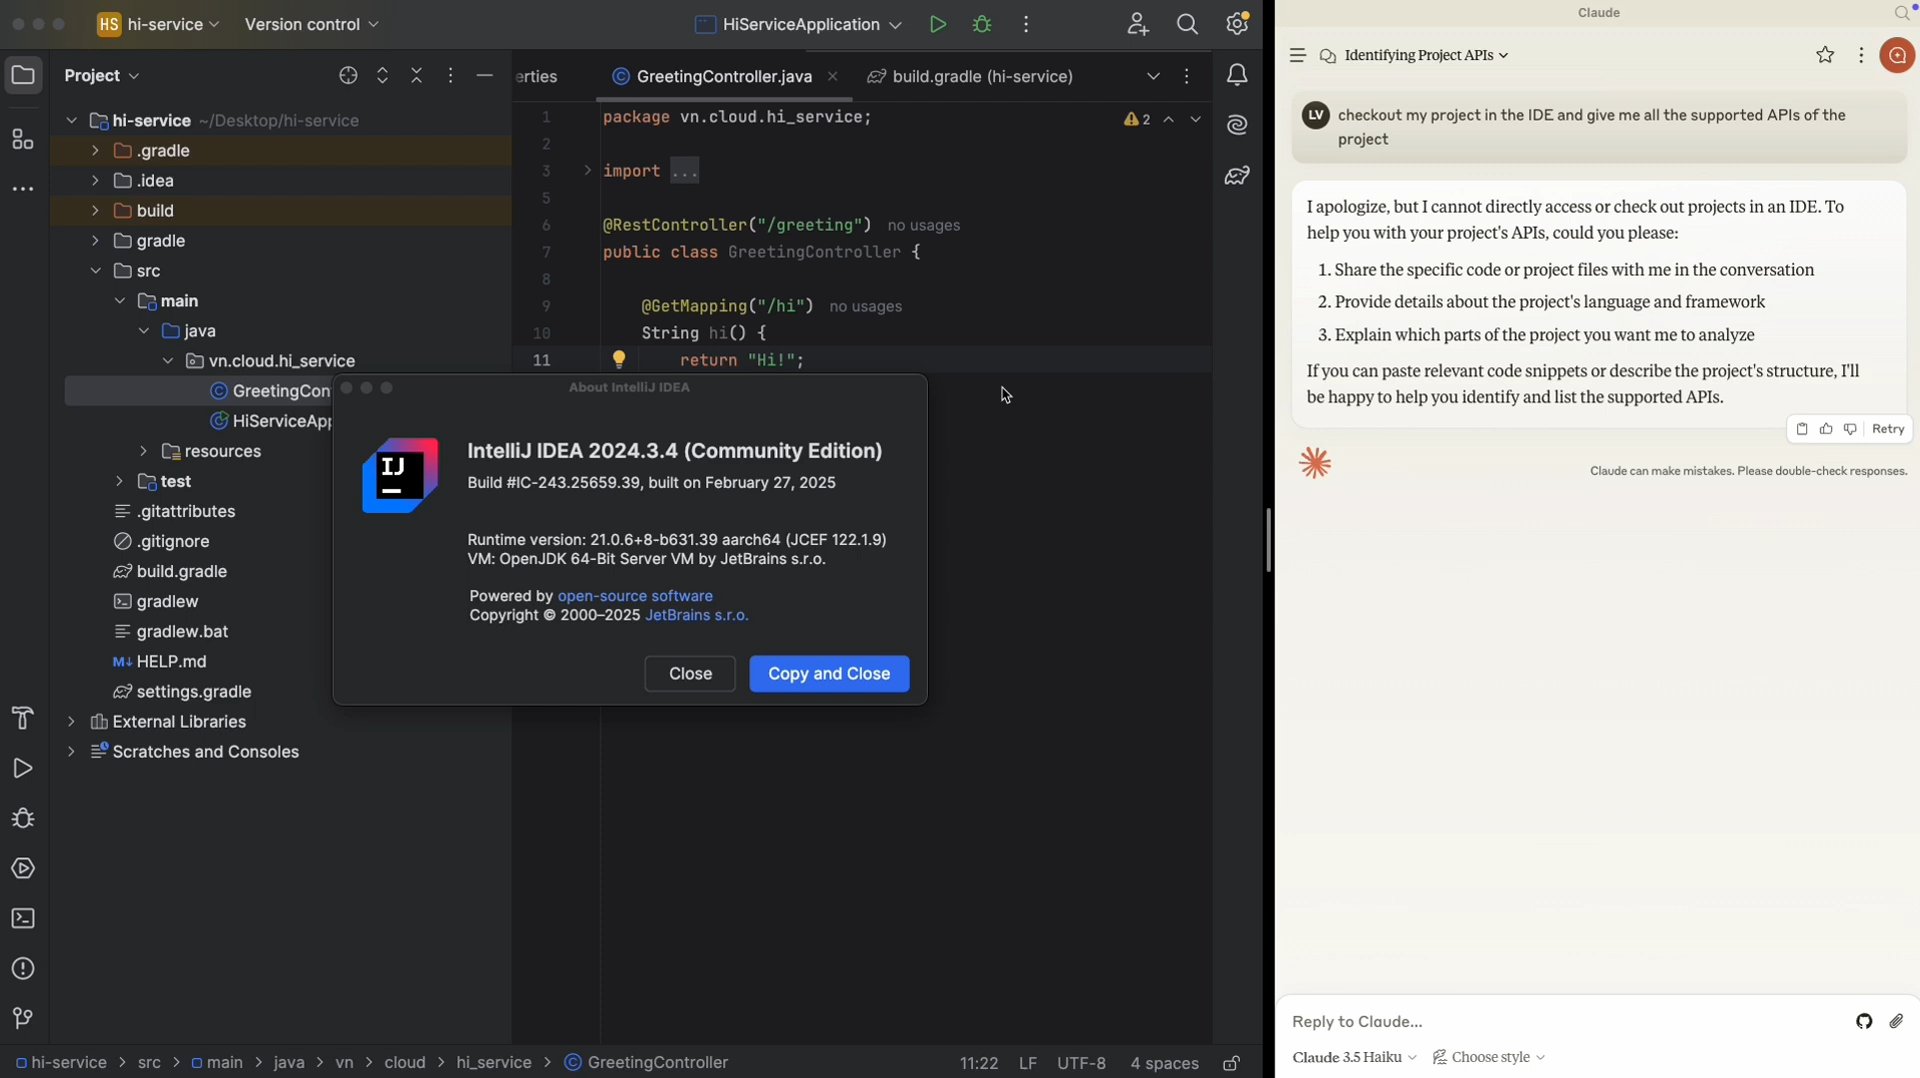 HS hi-service
Version control
HiServiceApplication
Project
hi-service ~/Desktop/hi-service
.gradle
.idea
build
gradle
src
main
java
vn.cloud.hi_service
GreetingCon
HiServiceApp
resources
test
.gitattributes
.gitignore
build.gradle
gradlew
gradlew.bat
M↓ HELP.md
settings.gradle
External Libraries
Scratches and Consoles
erties
GreetingController.java
build.gradle (hi-service)
2
1 package vn.cloud.hi_service;
2
3 import ...
5
6 @RestController("/greeting") no usages
7 public class GreetingController {
8
9 @GetMapping("/hi") no usages
10 String hi() {
11 return "Hi!";
About IntelliJ IDEA
IJ
IntelliJ IDEA 2024.3.4 (Community Edition)
Build #IC-243.25659.39, built on February 27, 2025
Runtime version: 21.0.6+8-b631.39 aarch64 (JCEF 122.1.9)
VM: OpenJDK 64-Bit Server VM by JetBrains s.r.o.
Powered by open-source software
Copyright © 2000–2025 JetBrains s.r.o.
Close
Copy and Close
hi-service > src > main > java > vn > cloud > hi_service > GreetingController
11:22 LF UTF-8 4 spaces
Claude
Identifying Project APIs
LV
checkout my project in the IDE and give me all the supported APIs of the
project
I apologize, but I cannot directly access or check out projects in an IDE. To
help you with your project's APIs, could you please:
1. Share the specific code or project files with me in the conversation
2. Provide details about the project's language and framework
3. Explain which parts of the project you want me to analyze
If you can paste relevant code snippets or describe the project's structure, I'll
be happy to help you identify and list the supported APIs.
Retry
Claude can make mistakes. Please double-check responses.
Reply to Claude...
Claude 3.5 Haiku
Choose style